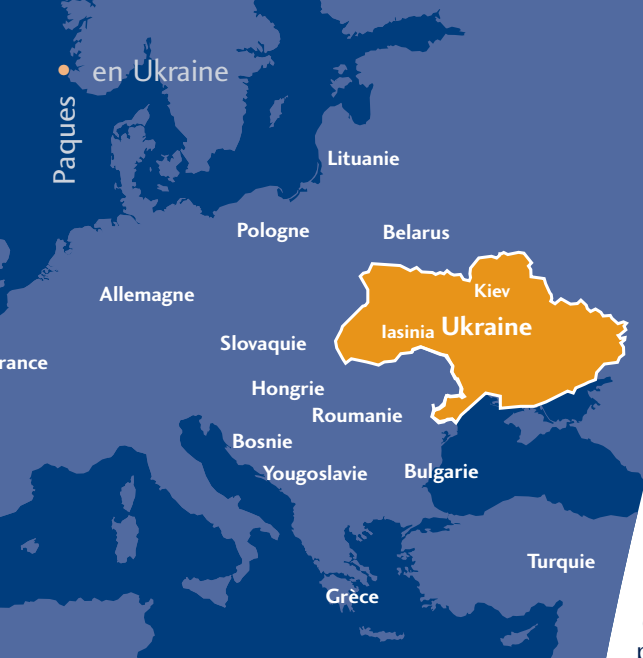 en Ukraine
Paques
Lituanie
Pologne
Belarus
Kiev
Allemagne
Iasinia Ukraine
Slovaquie
rance
Hongrie
Roumanie
Bosnie
Yougoslavie
Bulgarie
Turquie
Grèce